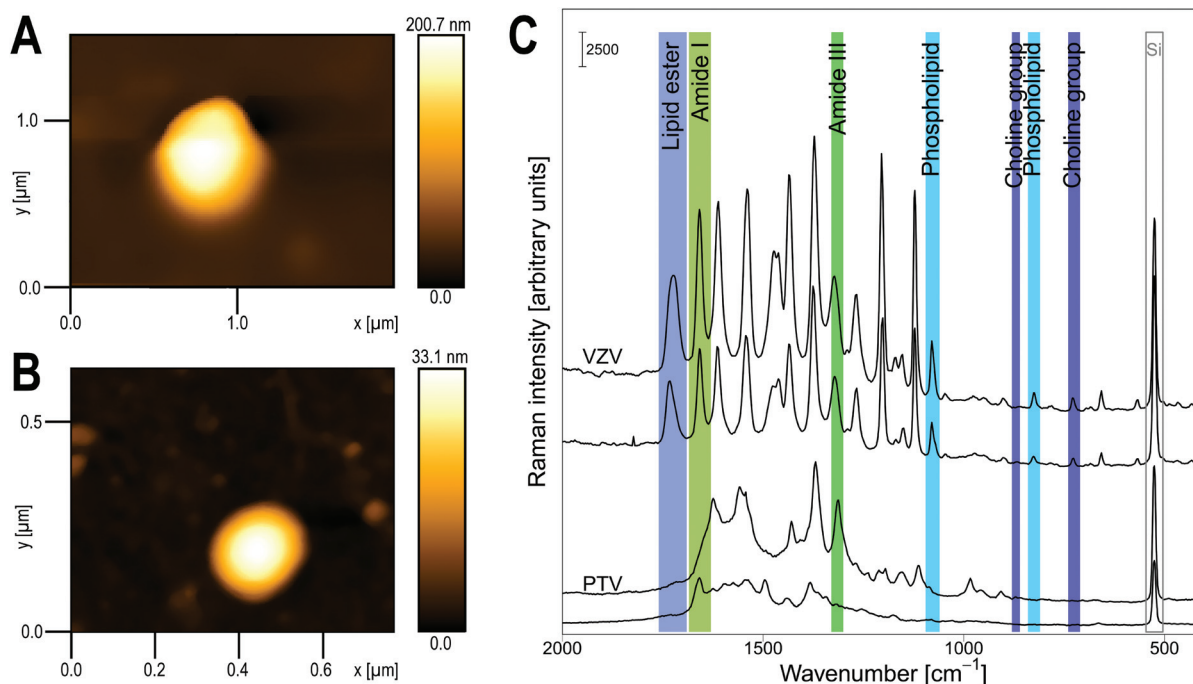 A
200.7 nm
1.0
y [µm]
0.0
0.0
0.0
1.0
x [µm]
B
33.1 nm
0.5
y [µm]
0.0
0.0
0.0
0.2
0.4
0.6
x [µm]
C
2500
Lipid ester
Amide I
Amide III
Phospholipid
Choline group
Phospholipid
Choline group
Si
Raman intensity [arbitrary units]
VZV
PTV
2000
1500
1000
500
Wavenumber [cm⁻¹]